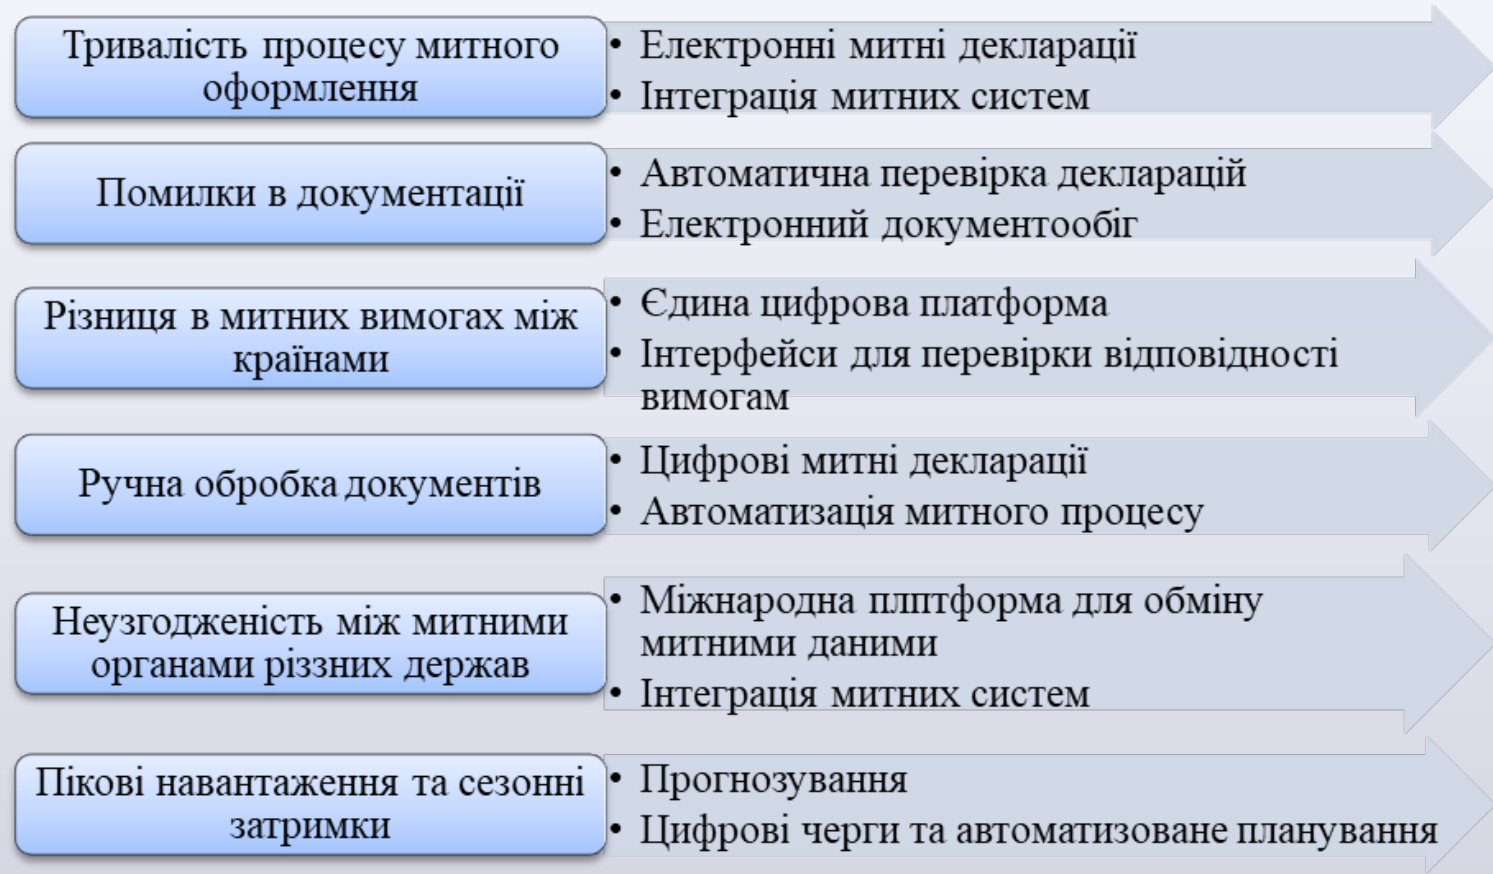 Тривалість процесу митного
оформлення
• Електронні митні декларації
• Інтеграція митних систем
Помилки в документації
• Автоматична перевірка декларацій
• Електронний документообіг
Різниця в митних вимогах між
країнами
• Єдина цифрова платформа
• Інтерфейси для перевірки відповідності
вимогам
Ручна обробка документів
• Цифрові митні декларації
• Автоматизація митного процесу
Неузгодженість між митними
органами різзних держав
• Міжнародна плптформа для обміну
митними даними
• Інтеграція митних систем
Пікові навантаження та сезонні
затримки
• Прогнозування
• Цифрові черги та автоматизоване планування